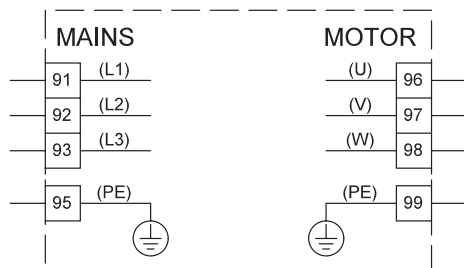 MAINS MOTOR
91 (L1) (U) 96
92 (L2) (V) 97
93 (L3) (W) 98
95 (PE) (PE) 99